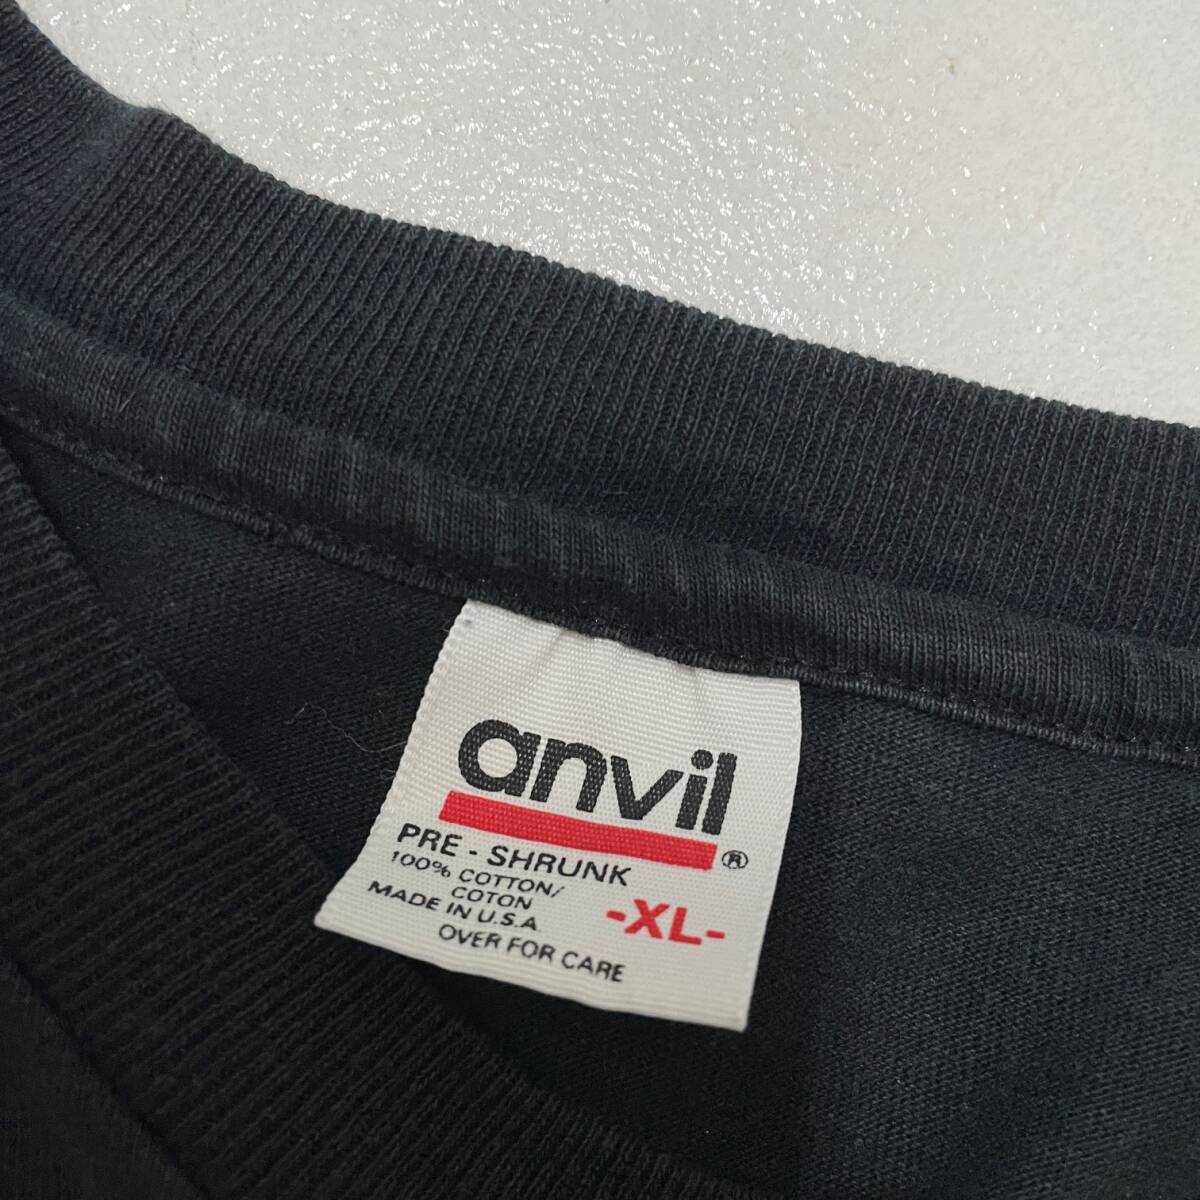 anvil®
PRE - SHRUNK
100% COTTON/
COTON
MADE IN U.S.A
-XL-
OVER FOR CARE